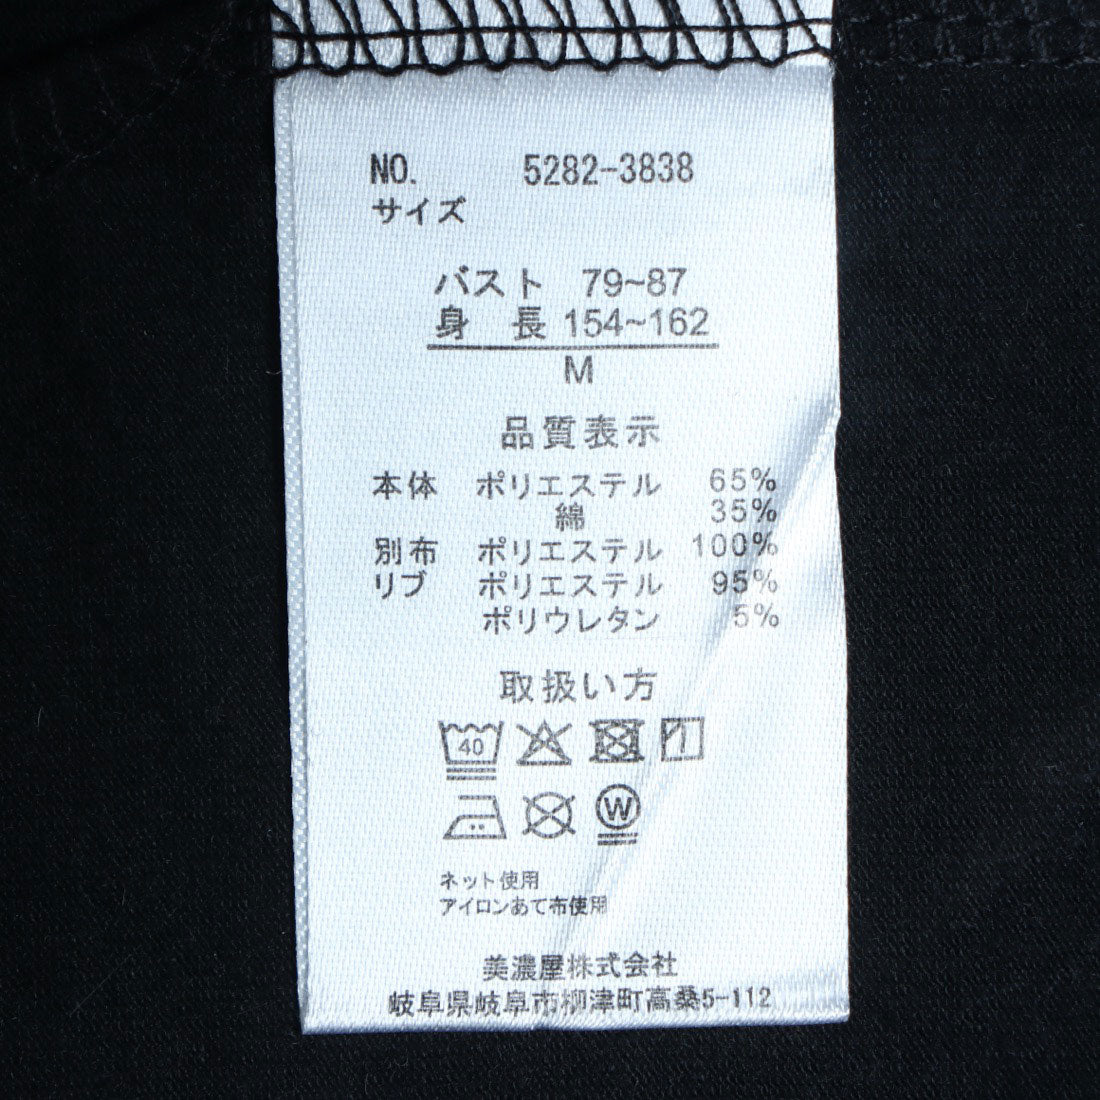 NO. 5282-3838
サイズ
バスト 79~87
身 長 154~162
M
品質表示
本体 ポリエステル 65%
綿 35%
別布 ポリエステル 100%
リブ ポリエステル 95%
ポリウレタン 5%
取扱い方
40
W
ネット使用
アイロンあて布使用
美濃屋株式会社
岐阜県岐阜市柳津町高桑5-112